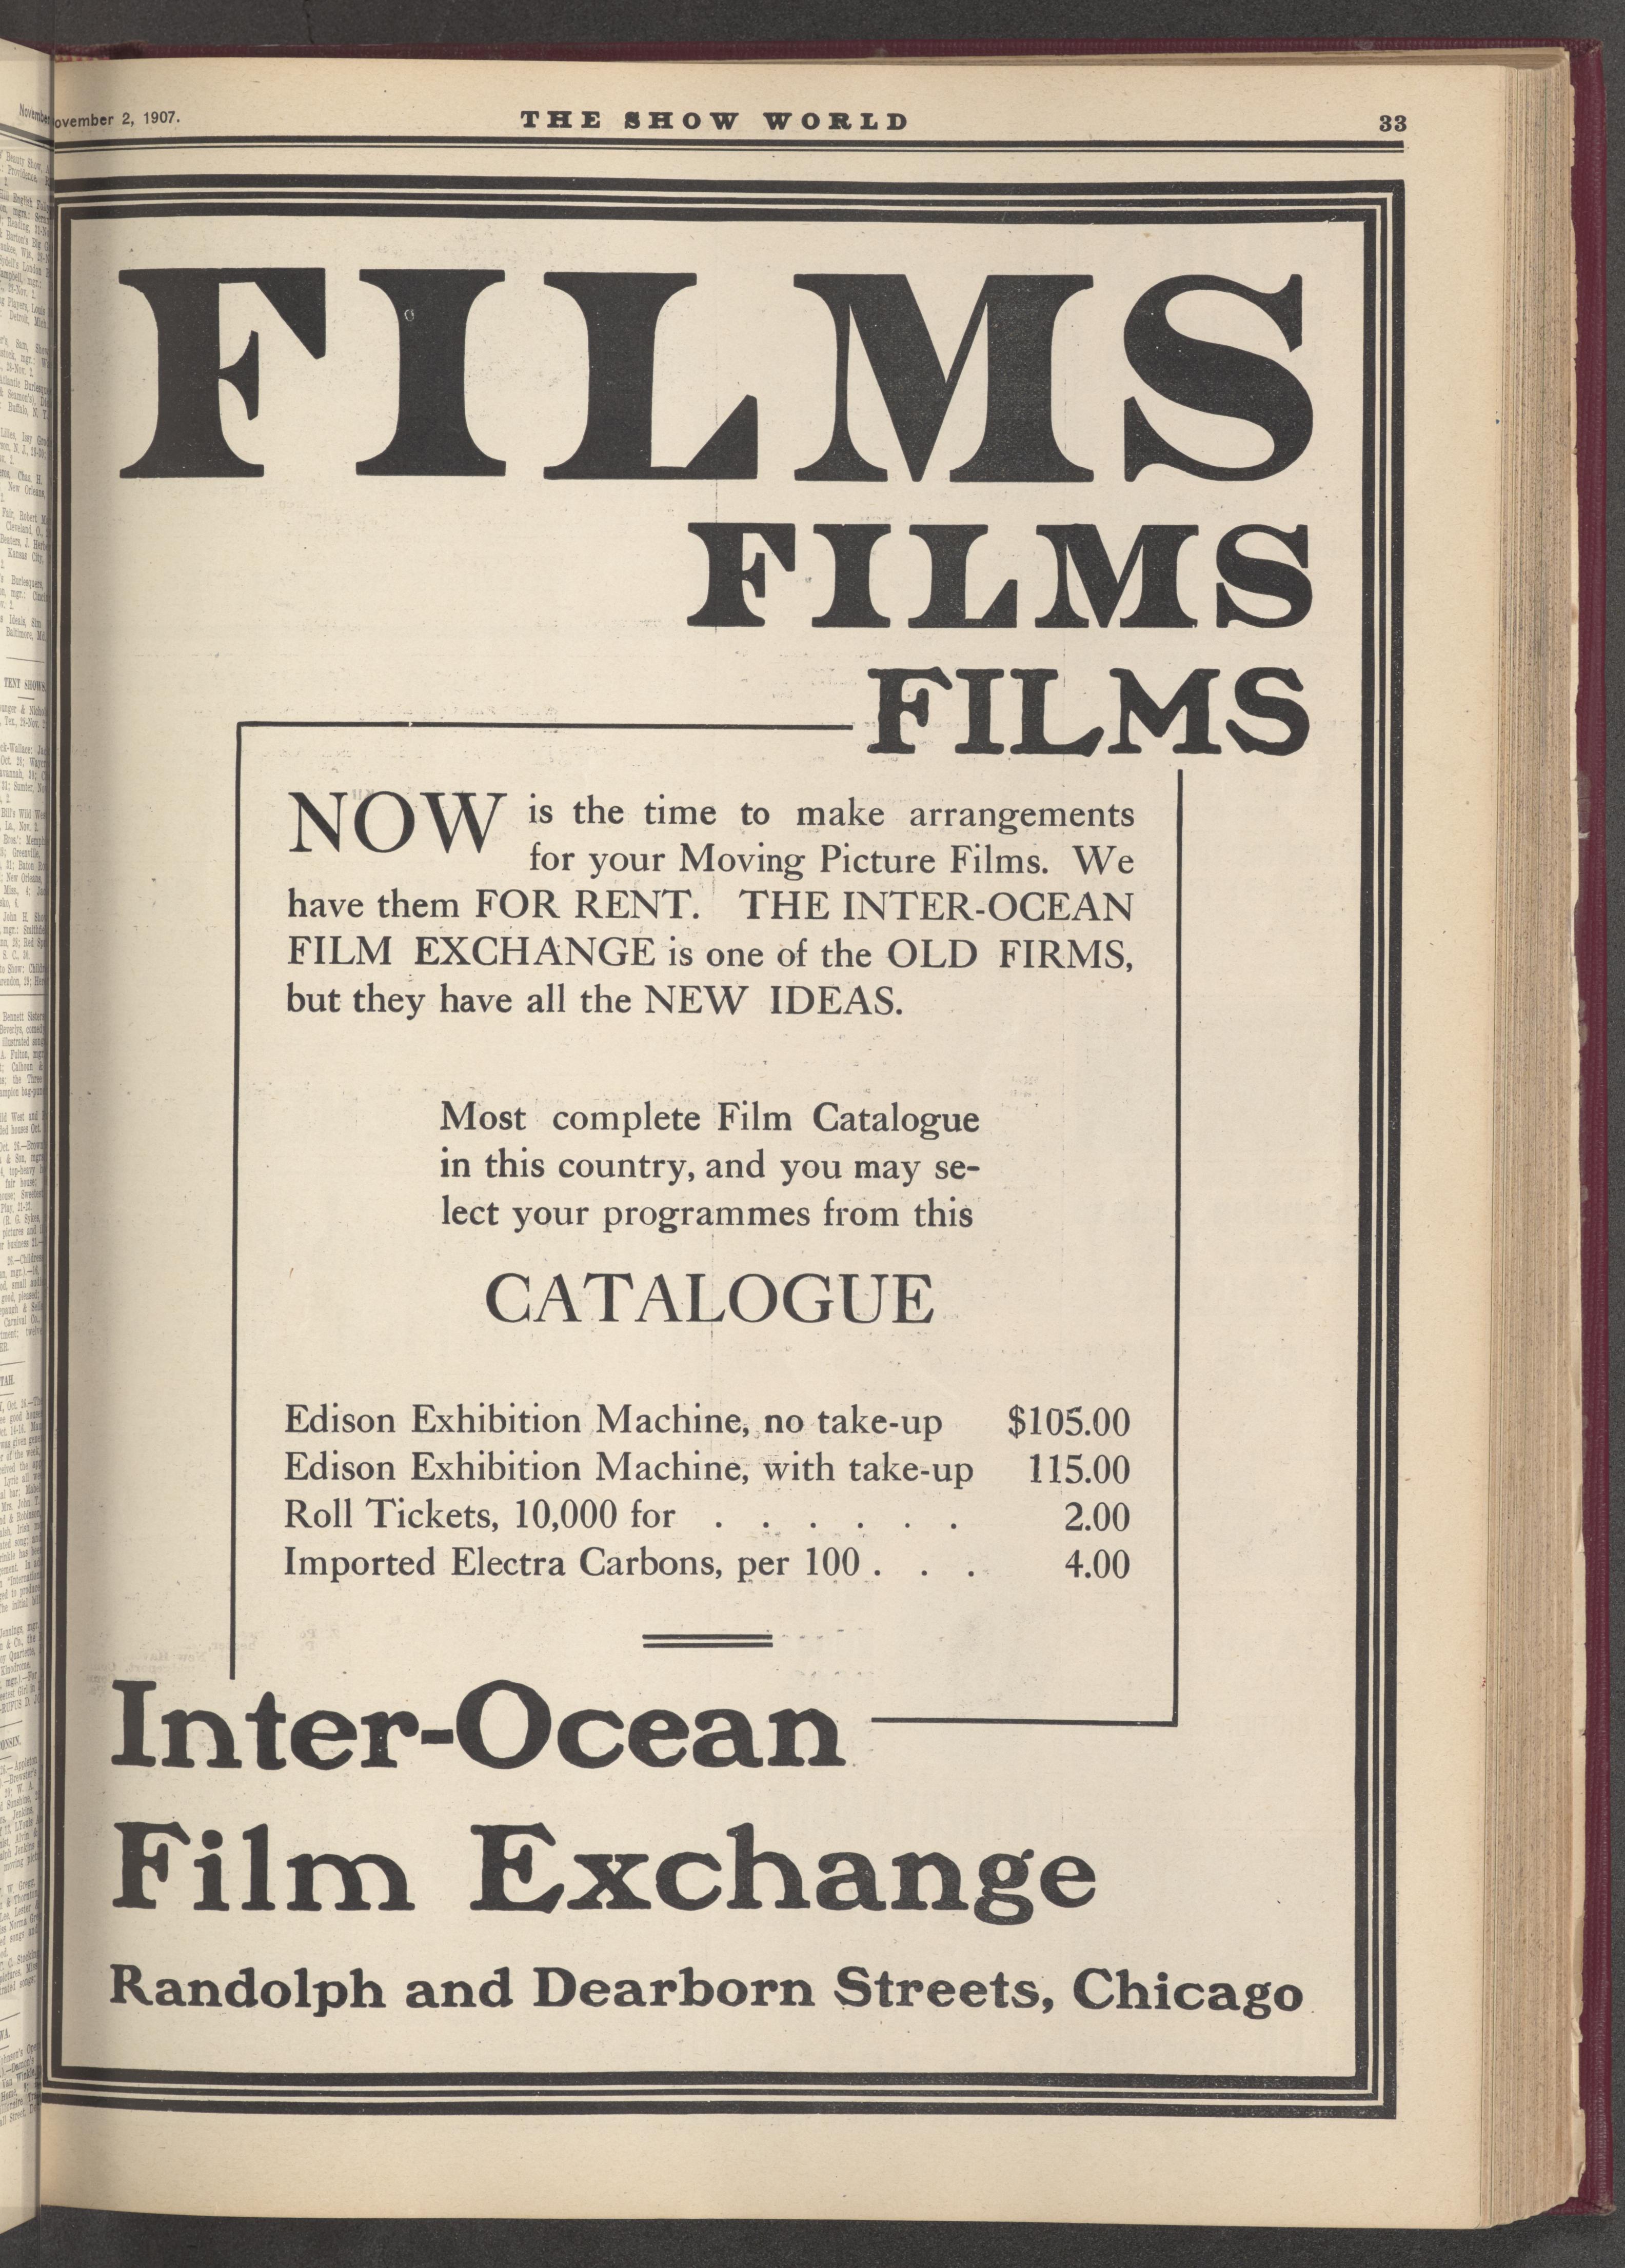 ovember 2, 1907.
THE SHOW WORLD
33
FILMS
FILMS
FILMS
NOW is the time to make arrangements
for your Moving Picture Films. We
have them FOR RENT. THE INTER-OCEAN
FILM EXCHANGE is one of the OLD FIRMS,
but they have all the NEW IDEAS.
Most complete Film Catalogue
in this country, and you may se-
lect your programmes from this
CATALOGUE
Edison Exhibition Machine, no take-up $105.00
Edison Exhibition Machine, with take-up 115.00
Roll Tickets, 10,000 for . . . . . . 2.00
Imported Electra Carbons, per 100 . . . 4.00
Inter-Ocean
Film Exchange
Randolph and Dearborn Streets, Chicago